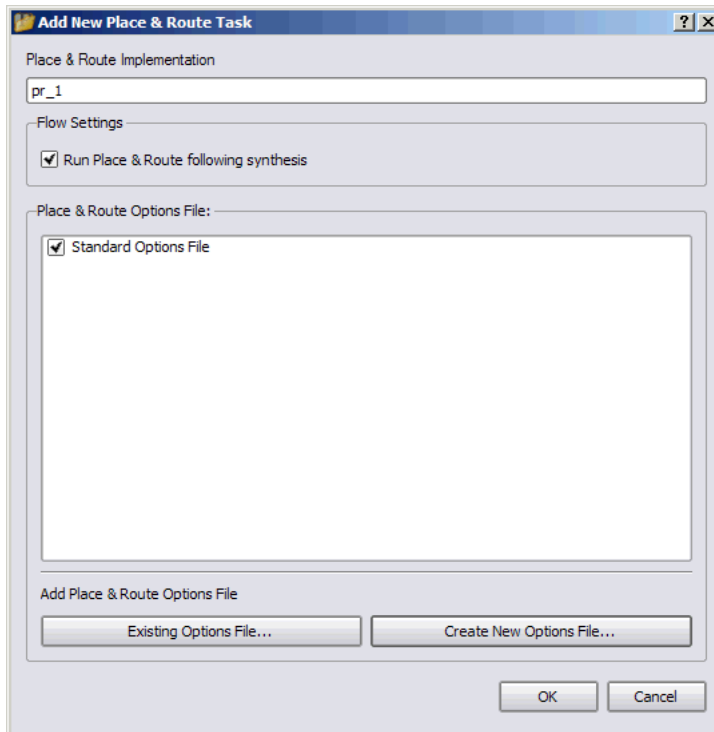 Add New Place & Route Task
Place & Route Implementation
pr_1
Flow Settings
Run Place & Route following synthesis
Place & Route Options File:
Standard Options File
Add Place & Route Options File
Existing Options File...
Create New Options File...
OK
Cancel